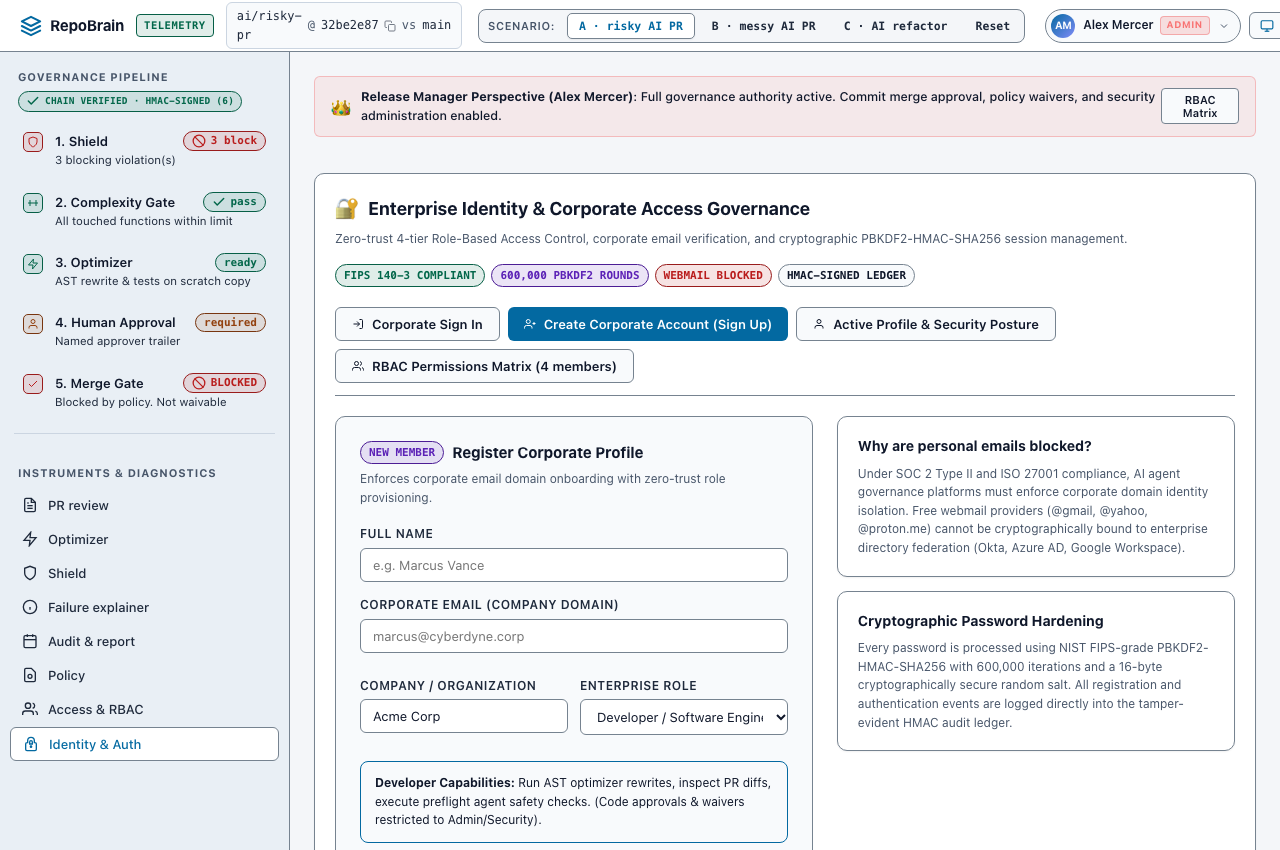 RepoBrain
TELEMETRY
ai/risky-pr @ 32be2e87 vs main
SCENARIO:
A · risky AI PR
B · messy AI PR
C · AI refactor
Reset
AM
Alex Mercer
ADMIN
GOVERNANCE PIPELINE
CHAIN VERIFIED · HMAC-SIGNED (6)
1. Shield
3 block
3 blocking violation(s)
2. Complexity Gate
pass
All touched functions within limit
3. Optimizer
ready
AST rewrite & tests on scratch copy
4. Human Approval
required
Named approver trailer
5. Merge Gate
BLOCKED
Blocked by policy. Not waivable
INSTRUMENTS & DIAGNOSTICS
PR review
Optimizer
Shield
Failure explainer
Audit & report
Policy
Access & RBAC
Identity & Auth
Release Manager Perspective (Alex Mercer): Full governance authority active. Commit merge approval, policy waivers, and security
administration enabled.
RBAC
Matrix
Enterprise Identity & Corporate Access Governance
Zero-trust 4-tier Role-Based Access Control, corporate email verification, and cryptographic PBKDF2-HMAC-SHA256 session management.
FIPS 140-3 COMPLIANT
600,000 PBKDF2 ROUNDS
WEBMAIL BLOCKED
HMAC-SIGNED LEDGER
Corporate Sign In
Create Corporate Account (Sign Up)
Active Profile & Security Posture
RBAC Permissions Matrix (4 members)
NEW MEMBER
Register Corporate Profile
Enforces corporate email domain onboarding with zero-trust role
provisioning.
FULL NAME
e.g. Marcus Vance
CORPORATE EMAIL (COMPANY DOMAIN)
marcus@cyberdyne.corp
COMPANY / ORGANIZATION
Acme Corp
ENTERPRISE ROLE
Developer / Software Engine
Developer Capabilities: Run AST optimizer rewrites, inspect PR diffs,
execute preflight agent safety checks. (Code approvals & waivers
restricted to Admin/Security).
Why are personal emails blocked?
Under SOC 2 Type II and ISO 27001 compliance, AI agent
governance platforms must enforce corporate domain identity
isolation. Free webmail providers (@gmail, @yahoo,
@proton.me) cannot be cryptographically bound to enterprise
directory federation (Okta, Azure AD, Google Workspace).
Cryptographic Password Hardening
Every password is processed using NIST FIPS-grade PBKDF2-
HMAC-SHA256 with 600,000 iterations and a 16-byte
cryptographically secure random salt. All registration and
authentication events are logged directly into the tamper-
evident HMAC audit ledger.